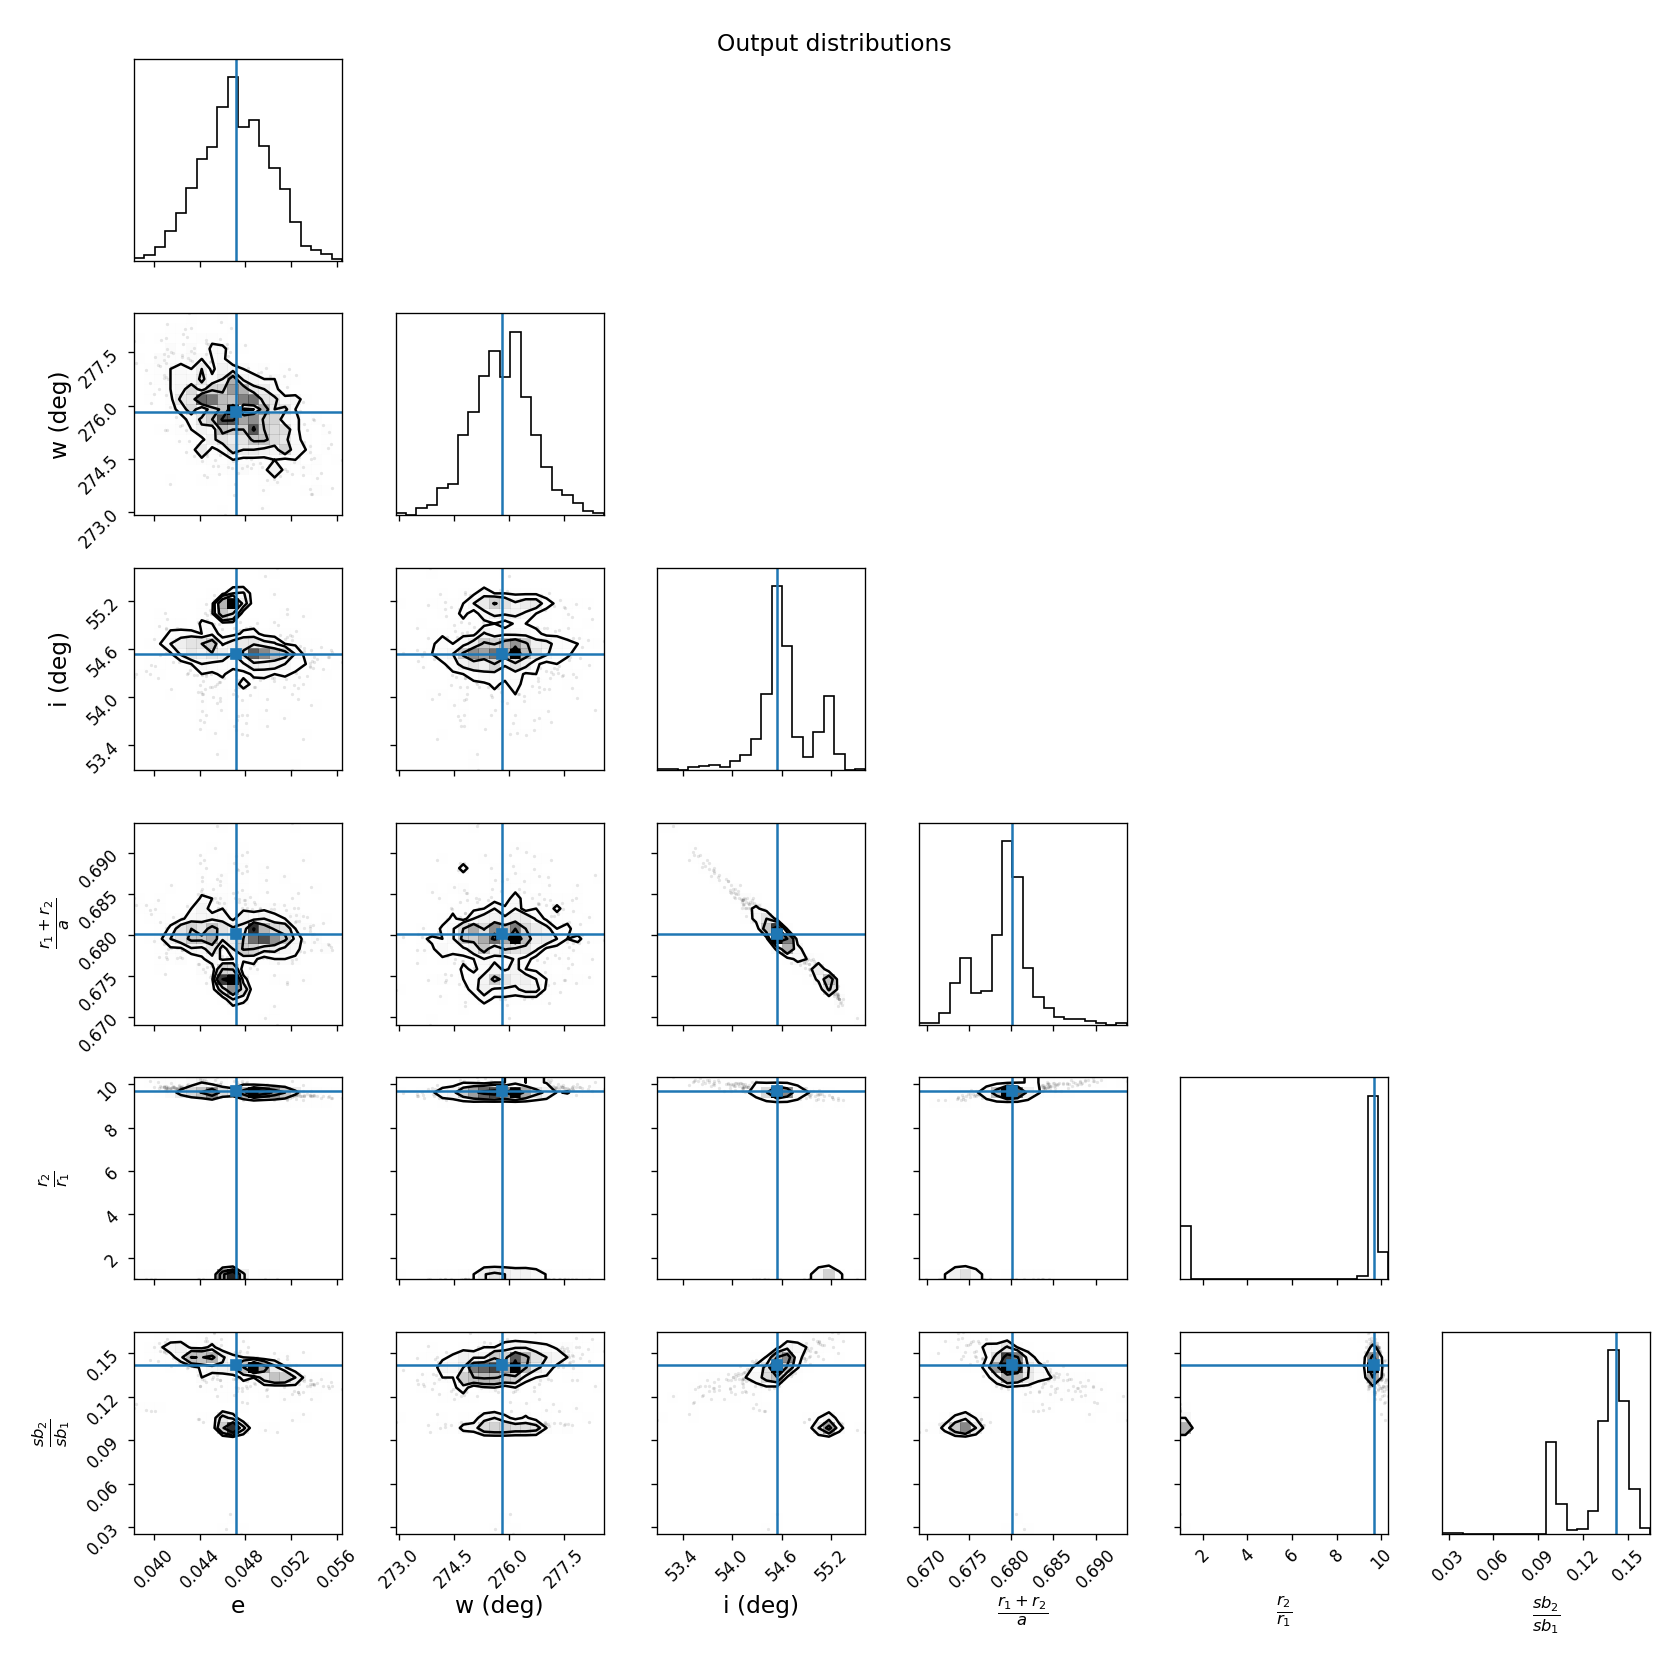 Output distributions
w (deg)
277.5
276.0
274.5
273.0
i (deg)
55.2
54.6
54.0
53.4
r1 + r2
a
0.690
0.685
0.680
0.675
0.670
r2
r1
10
8
6
4
2
sb2
sb1
0.15
0.12
0.09
0.06
0.03
0.040 0.044 0.048 0.052 0.056
273.0 274.5 276.0 277.5
53.4 54.0 54.6 55.2
0.670 0.675 0.680 0.685 0.690
2 4 6 8 10
0.03 0.06 0.09 0.12 0.15
e
w (deg)
i (deg)
r1 + r2
a
r2
r1
sb2
sb1